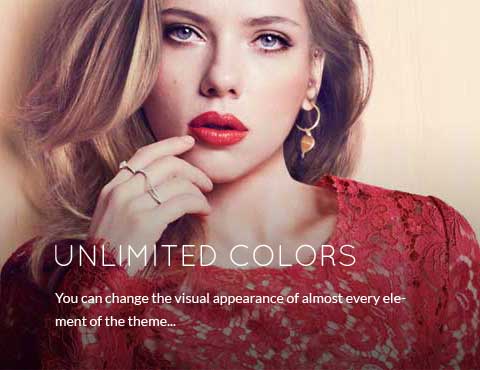 UNLIMITED COLORS
You can change the visual appearance of almost every ele-
ment of the theme...